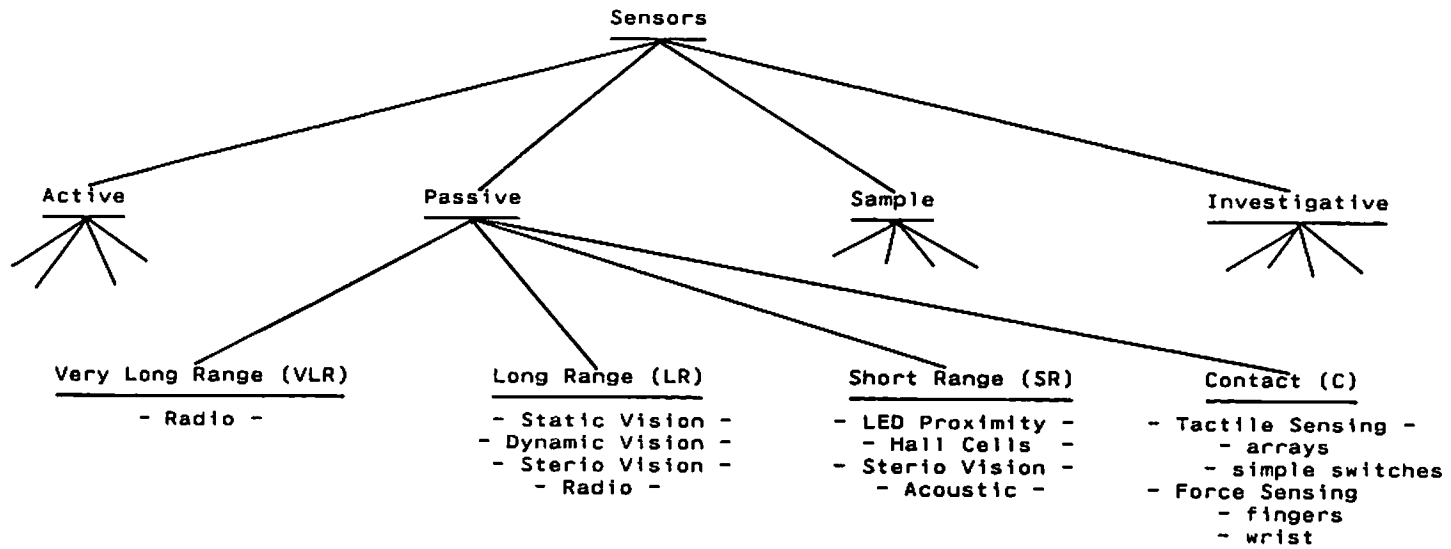 Sensors
Active
Passive
Sample
Investigative
Very Long Range (VLR)
- Radio -
Long Range (LR)
- Static Vision -
- Dynamic Vision -
- Sterio Vision -
- Radio -
Short Range (SR)
- LED Proximity -
- Hall Cells -
- Sterio Vision -
- Acoustic -
Contact (C)
- Tactile Sensing -
- arrays
- simple switches
- Force Sensing
- fingers
- wrist